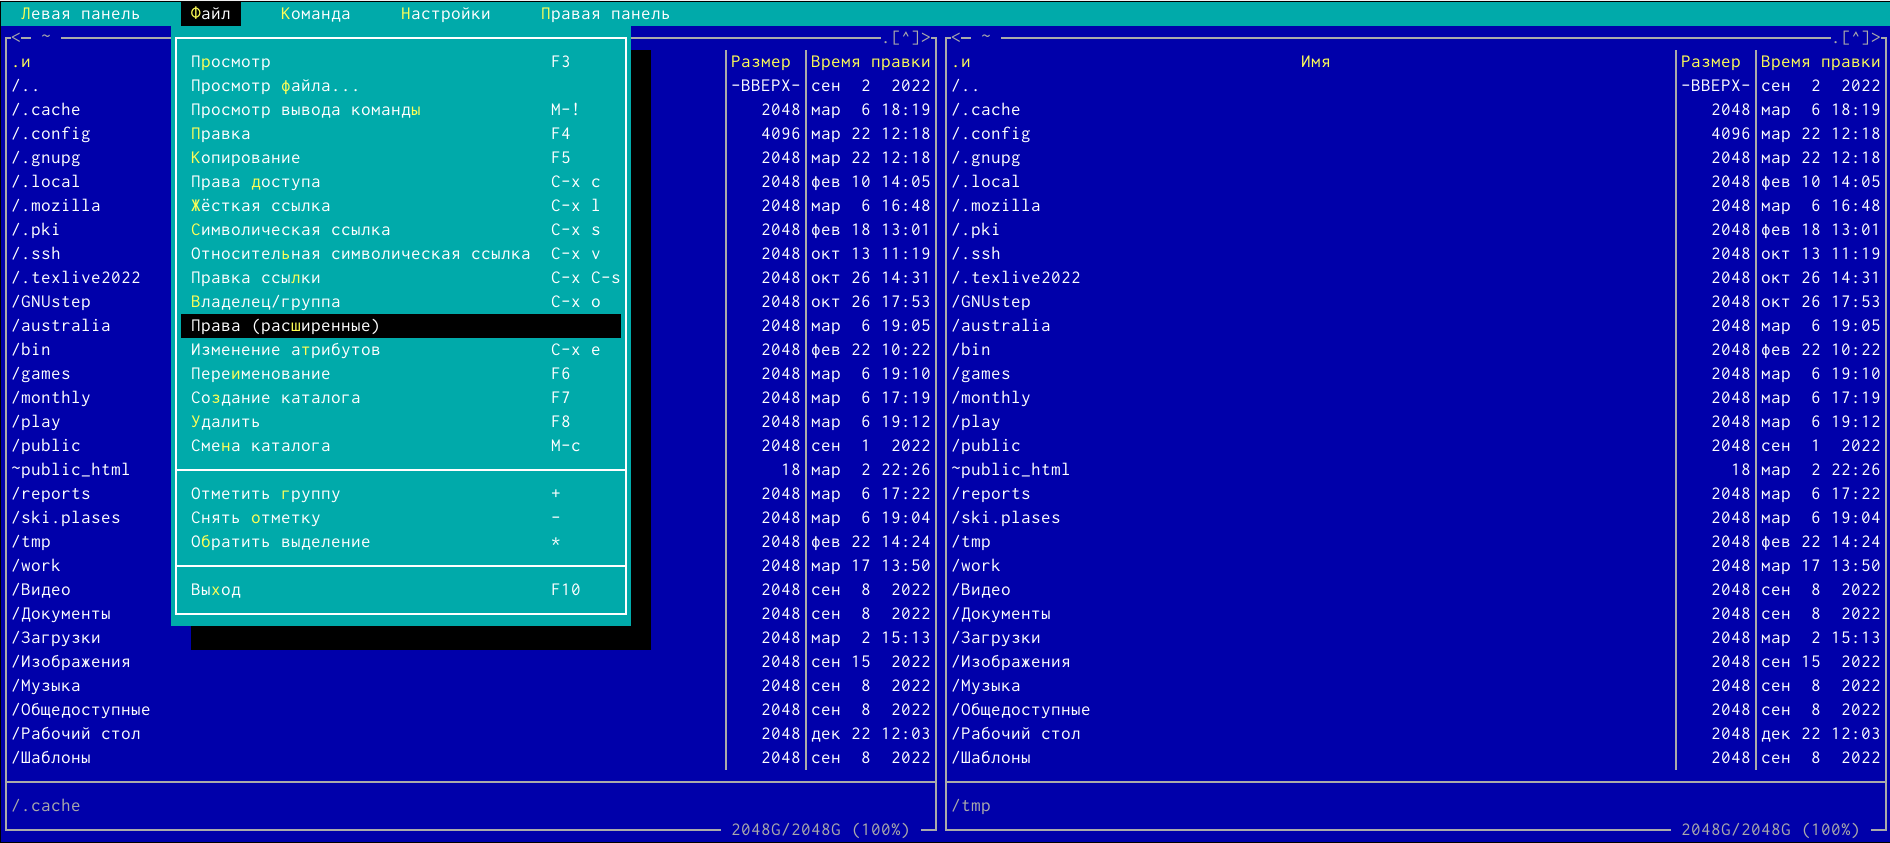 Левая панель Файл Команда Настройки Правая панель
<─ ~ .[^]> <─ ~ .[^]>
.и Просмотр F3 Размер Время правки .и Имя Размер Время правки
/.. Просмотр файла... -ВВЕРХ- сен 2 2022 /.. -ВВЕРХ- сен 2 2022
/.cache Просмотр вывода команды M-! 2048 мар 6 18:19 /.cache 2048 мар 6 18:19
/.config Правка F4 4096 мар 22 12:18 /.config 4096 мар 22 12:18
/.gnupg Копирование F5 2048 мар 22 12:18 /.gnupg 2048 мар 22 12:18
/.local Права доступа C-x c 2048 фев 10 14:05 /.local 2048 фев 10 14:05
/.mozilla Жёсткая ссылка C-x l 2048 мар 6 16:48 /.mozilla 2048 мар 6 16:48
/.pki Символическая ссылка C-x s 2048 фев 18 13:01 /.pki 2048 фев 18 13:01
/.ssh Относительная символическая ссылка C-x v 2048 окт 13 11:19 /.ssh 2048 окт 13 11:19
/.texlive2022 Правка ссылки C-x C-s 2048 окт 26 14:31 /.texlive2022 2048 окт 26 14:31
/GNUstep Владелец/группа C-x o 2048 окт 26 17:53 /GNUstep 2048 окт 26 17:53
/australia Права (расширенные) 2048 мар 6 19:05 /australia 2048 мар 6 19:05
/bin Изменение атрибутов C-x e 2048 фев 22 10:22 /bin 2048 фев 22 10:22
/games Переименование F6 2048 мар 6 19:10 /games 2048 мар 6 19:10
/monthly Создание каталога F7 2048 мар 6 17:19 /monthly 2048 мар 6 17:19
/play Удалить F8 2048 мар 6 19:12 /play 2048 мар 6 19:12
/public Смена каталога M-c 2048 сен 1 2022 /public 2048 сен 1 2022
~public_html 18 мар 2 22:26 ~public_html 18 мар 2 22:26
/reports Отметить группу + 2048 мар 6 17:22 /reports 2048 мар 6 17:22
/ski.plases Снять отметку - 2048 мар 6 19:04 /ski.plases 2048 мар 6 19:04
/tmp Обратить выделение * 2048 фев 22 14:24 /tmp 2048 фев 22 14:24
/work 2048 мар 17 13:50 /work 2048 мар 17 13:50
/Видео Выход F10 2048 сен 8 2022 /Видео 2048 сен 8 2022
/Документы 2048 сен 8 2022 /Документы 2048 сен 8 2022
/Загрузки 2048 мар 2 15:13 /Загрузки 2048 мар 2 15:13
/Изображения 2048 сен 15 2022 /Изображения 2048 сен 15 2022
/Музыка 2048 сен 8 2022 /Музыка 2048 сен 8 2022
/Общедоступные 2048 сен 8 2022 /Общедоступные 2048 сен 8 2022
/Рабочий стол 2048 дек 22 12:03 /Рабочий стол 2048 дек 22 12:03
/Шаблоны 2048 сен 8 2022 /Шаблоны 2048 сен 8 2022
/.cache /tmp
2048G/2048G (100%) 2048G/2048G (100%)